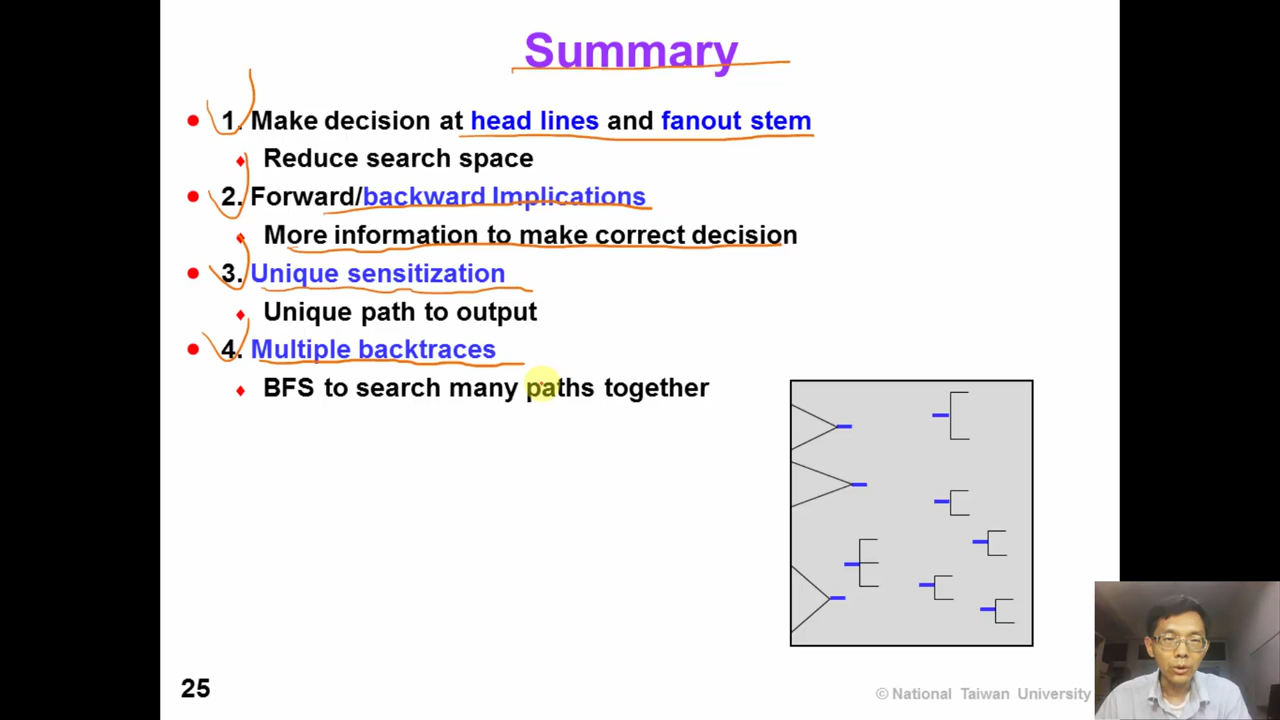 Summary
1. Make decision at head lines and fanout stem
Reduce search space
2. Forward/backward Implications
More information to make correct decision
3. Unique sensitization
Unique path to output
4. Multiple backtraces
BFS to search many paths together
25
© National Taiwan University